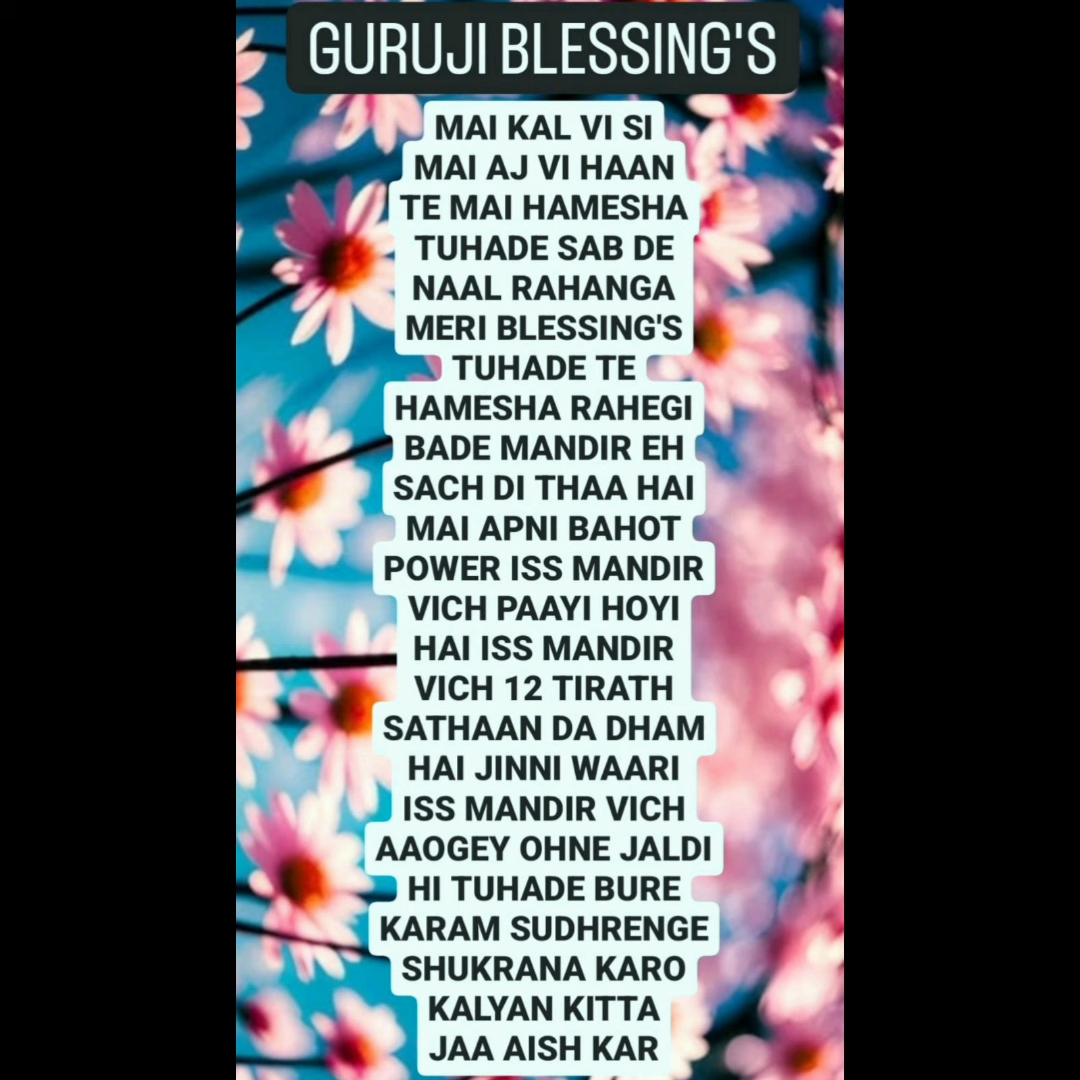 GURUJI BLESSING'S
MAI KAL VI SI
MAI AJ VI HAAN
TE MAI HAMESHA
TUHADE SAB DE
NAAL RAHANGA
MERI BLESSING'S
TUHADE TE
HAMESHA RAHEGI
BADE MANDIR EH
SACH DI THAA HAI
MAI APNI BAHOT
POWER ISS MANDIR
VICH PAAYI HOYI
HAI ISS MANDIR
VICH 12 TIRATH
SATHAAN DA DHAM
HAI JINNI WAARI
ISS MANDIR VICH
AAOGEY OHNE JALDI
HI TUHADE BURE
KARAM SUDHRENGE
SHUKRANA KARO
KALYAN KITTA
JAA AISH KAR